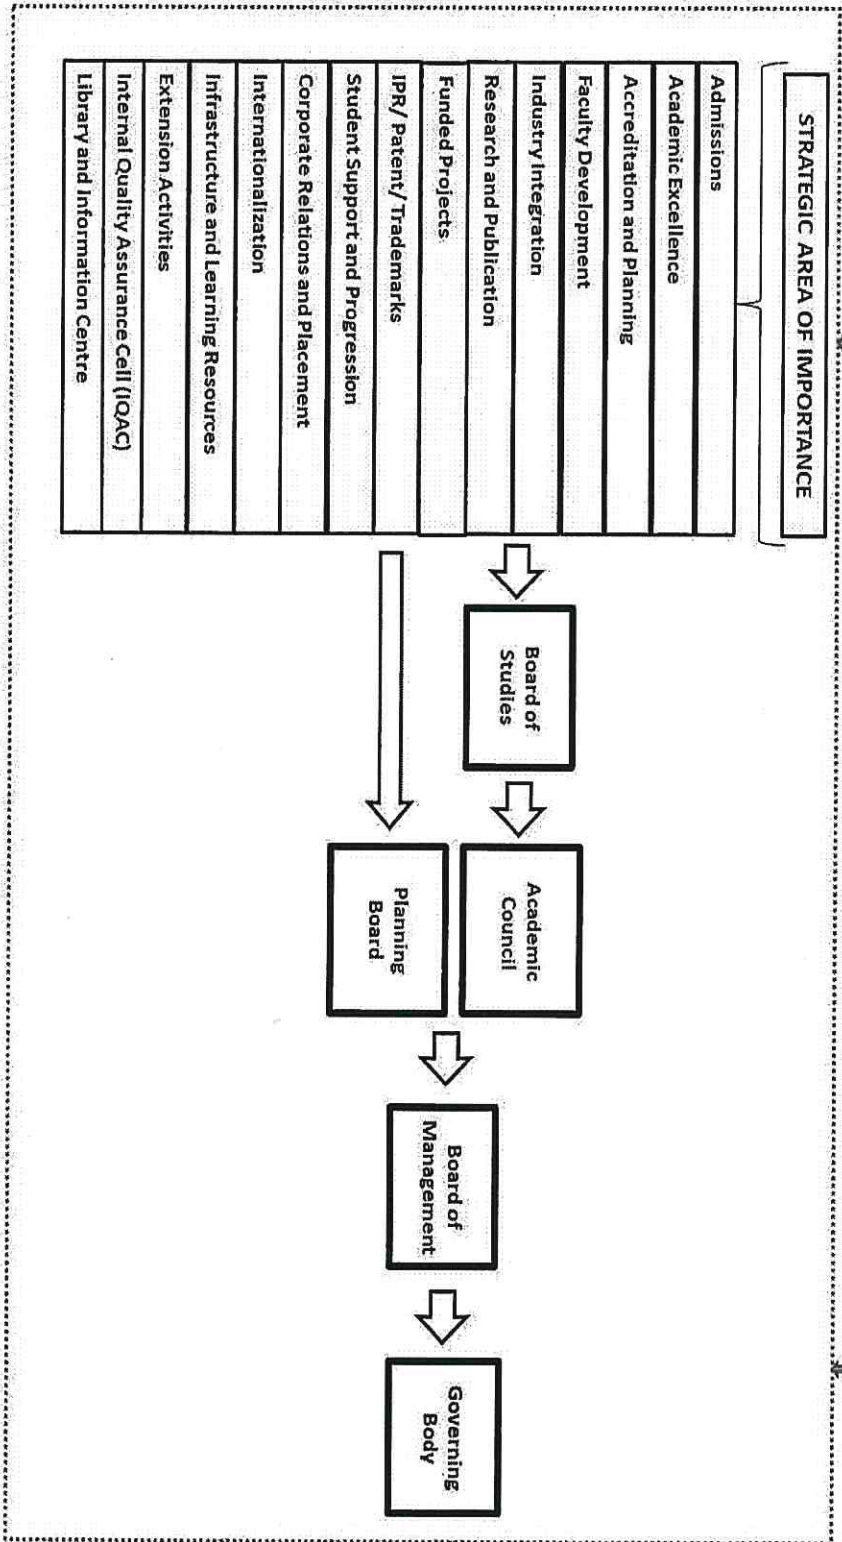 STRATEGIC AREA OF IMPORTANCE
Admissions
Academic Excellence
Accreditation and Planning
Faculty Development
Industry Integration
Research and Publication
Funded Projects
IPR/ Patent/ Trademarks
Student Support and Progression
Corporate Relations and Placement
Internationalization
Infrastructure and Learning Resources
Extension Activities
Internal Quality Assurance Cell (IQAC)
Library and Information Centre
Board of
Studies
Academic
Council
Planning
Board
Board of
Management
Governing
Body